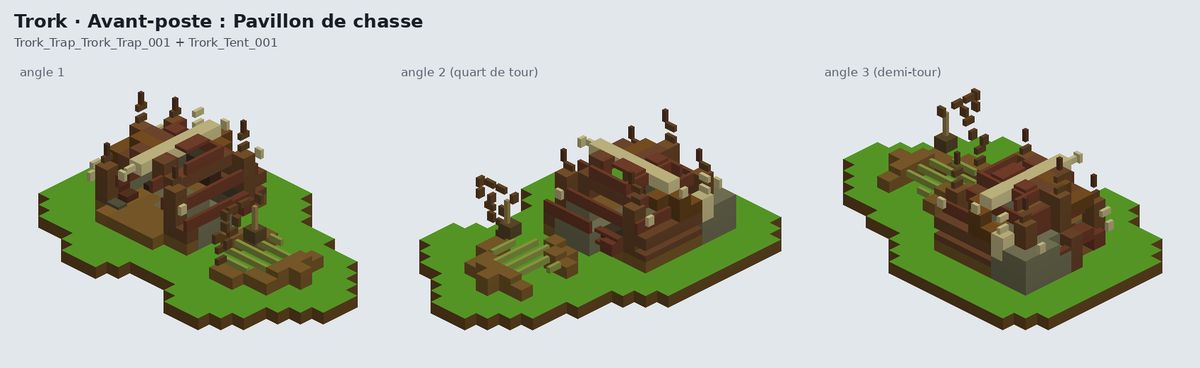 Trork · Avant-poste : Pavillon de chasse
Trork_Trap_Trork_Trap_001 + Trork_Tent_001
angle 1
angle 2 (quart de tour)
angle 3 (demi-tour)